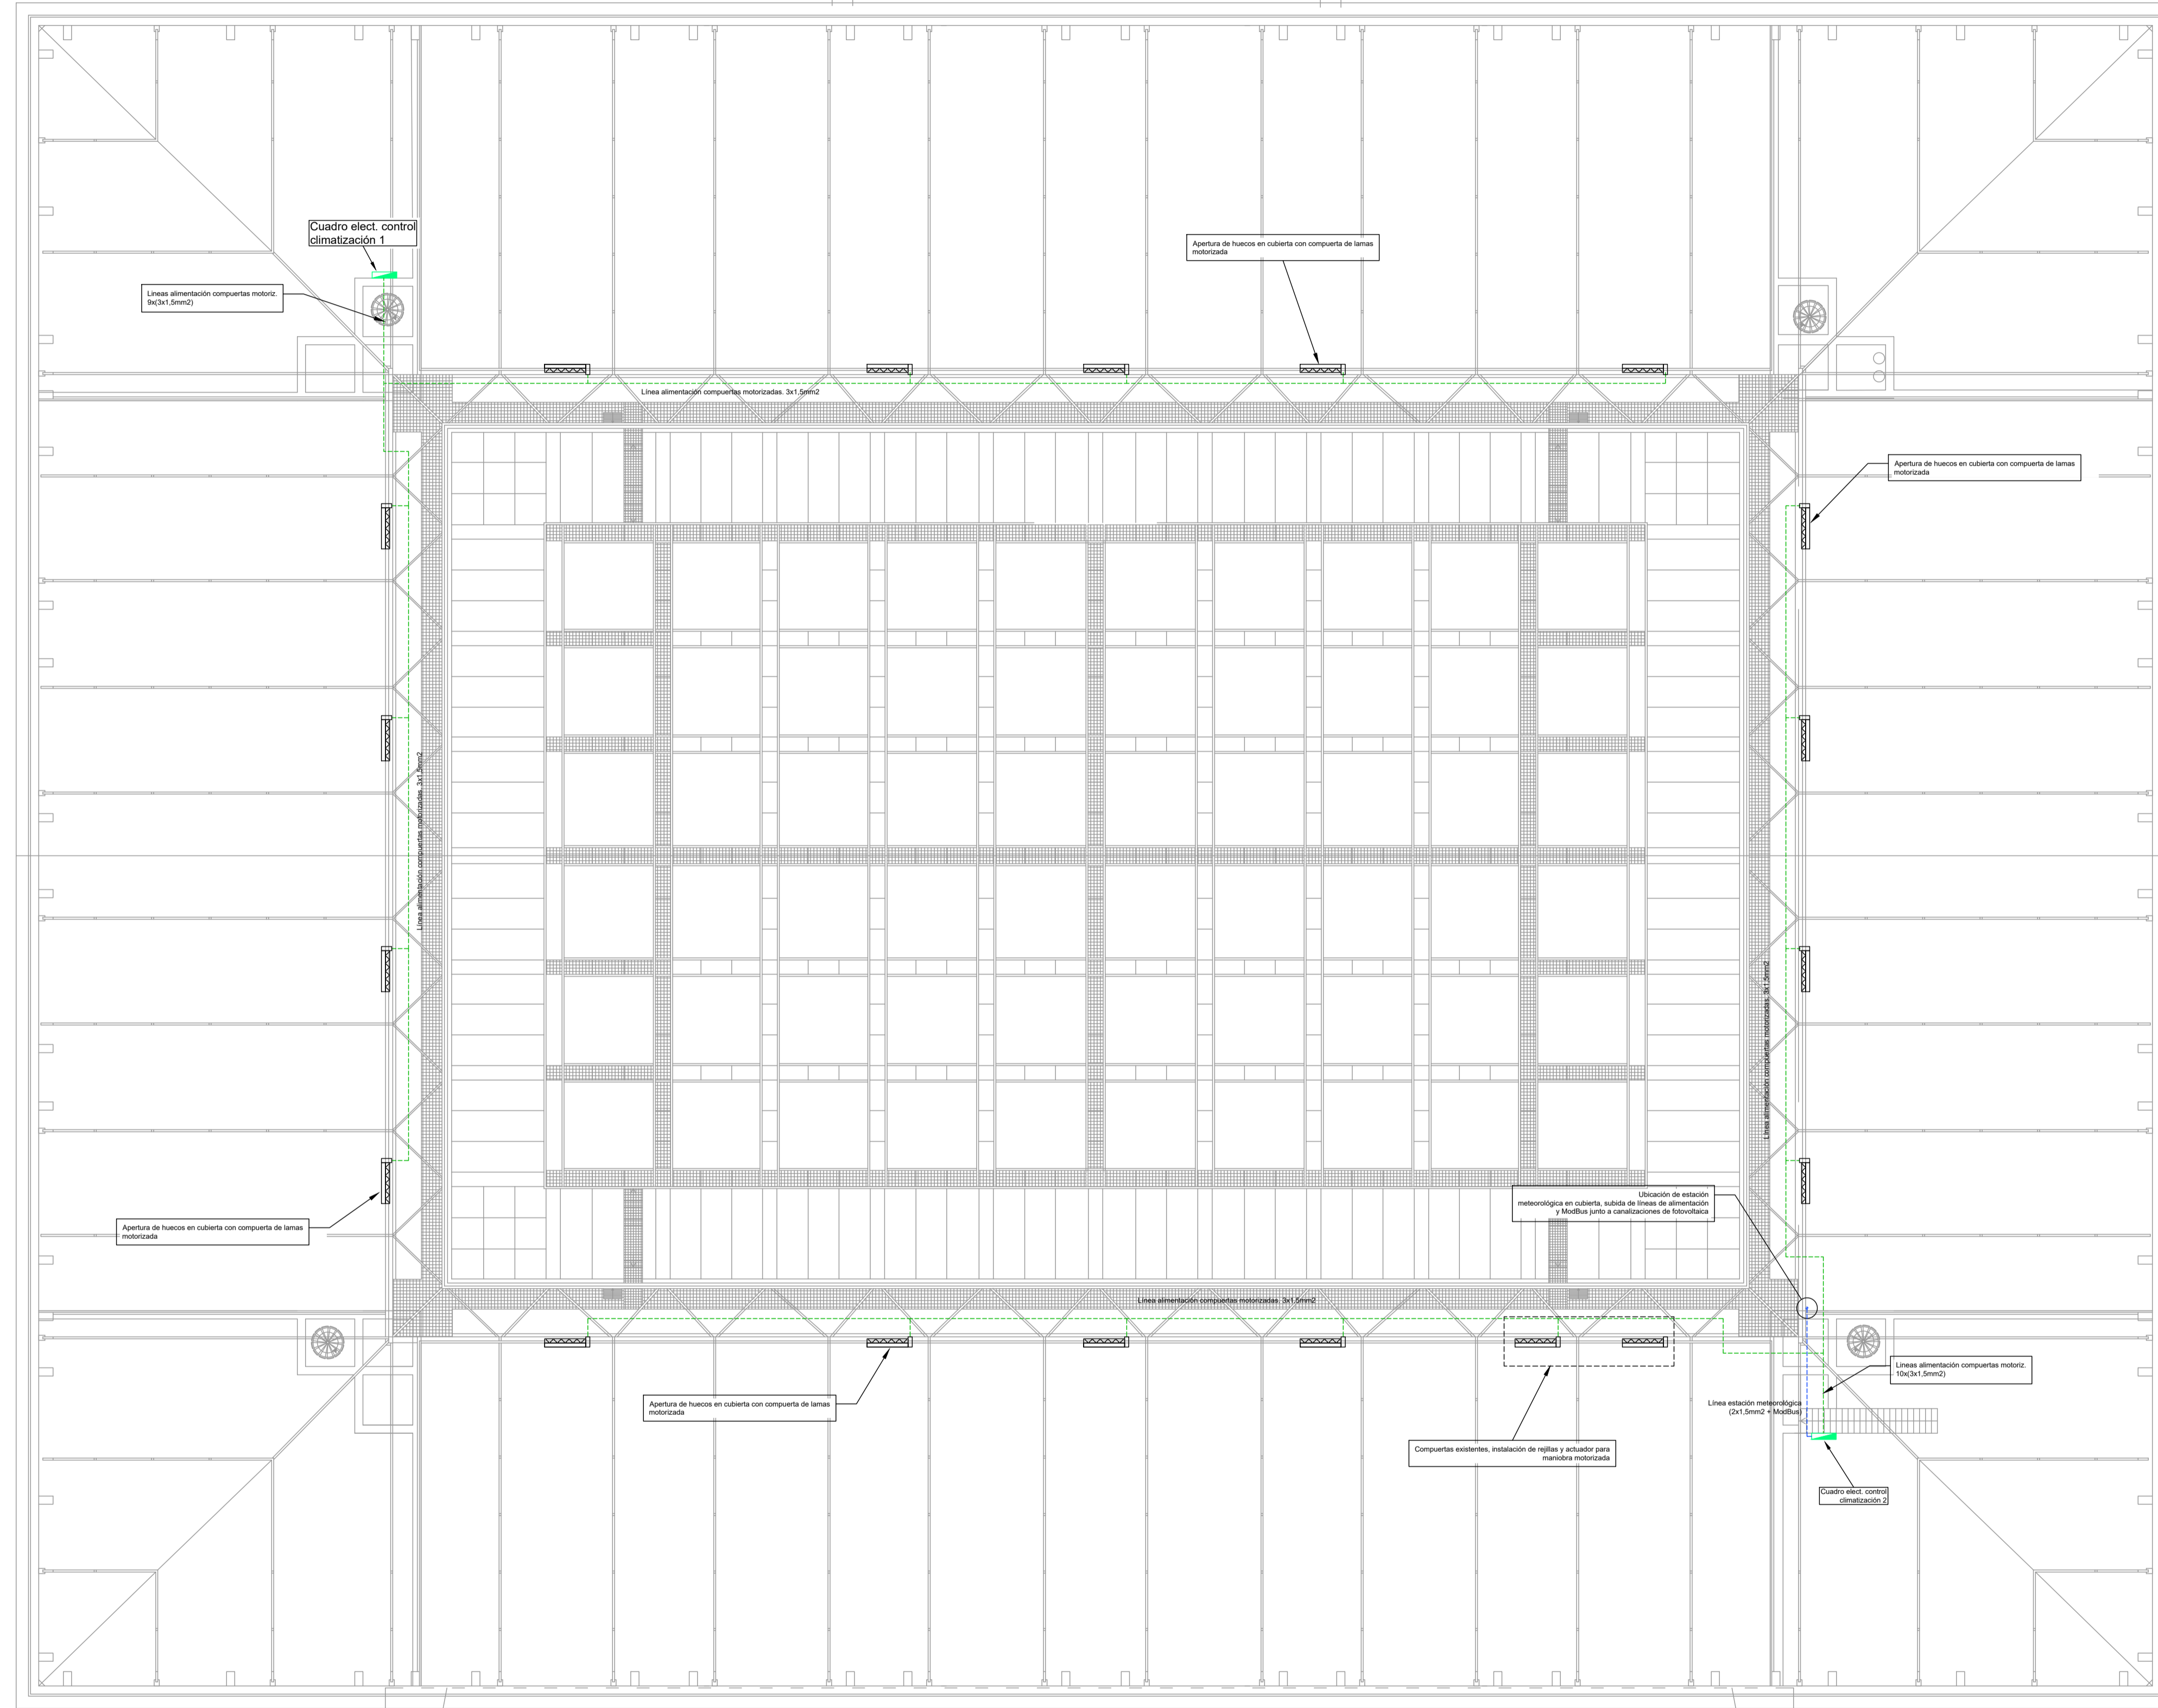 Cuadro elect. control
climatización 1
Apertura de huecos en cubierta con compuerta de lamas
motorizada
Lineas alimentación compuertas motoriz.
9x(3x1,5mm2)
Línea alimentación compuertas motorizadas. 3x1,5mm2
Apertura de huecos en cubierta con compuerta de lamas
motorizada
Línea alimentación compuertas motorizadas. 3x1,5mm2
Línea alimentación compuertas motorizadas. 3x1,5mm2
Ubicación de estación
meteorológica en cubierta, subida de líneas de alimentación
y ModBus junto a canalizaciones de fotovoltaica
Apertura de huecos en cubierta con compuerta de lamas
motorizada
Línea alimentación compuertas motorizadas. 3x1,5mm2
Lineas alimentación compuertas motoriz.
10x(3x1,5mm2)
Apertura de huecos en cubierta con compuerta de lamas
motorizada
Línea estación meteorológica
(2x1,5mm2 + ModBus)
Compuertas existentes, instalación de rejillas y actuador para
maniobra motorizada
Cuadro elect. control
climatización 2